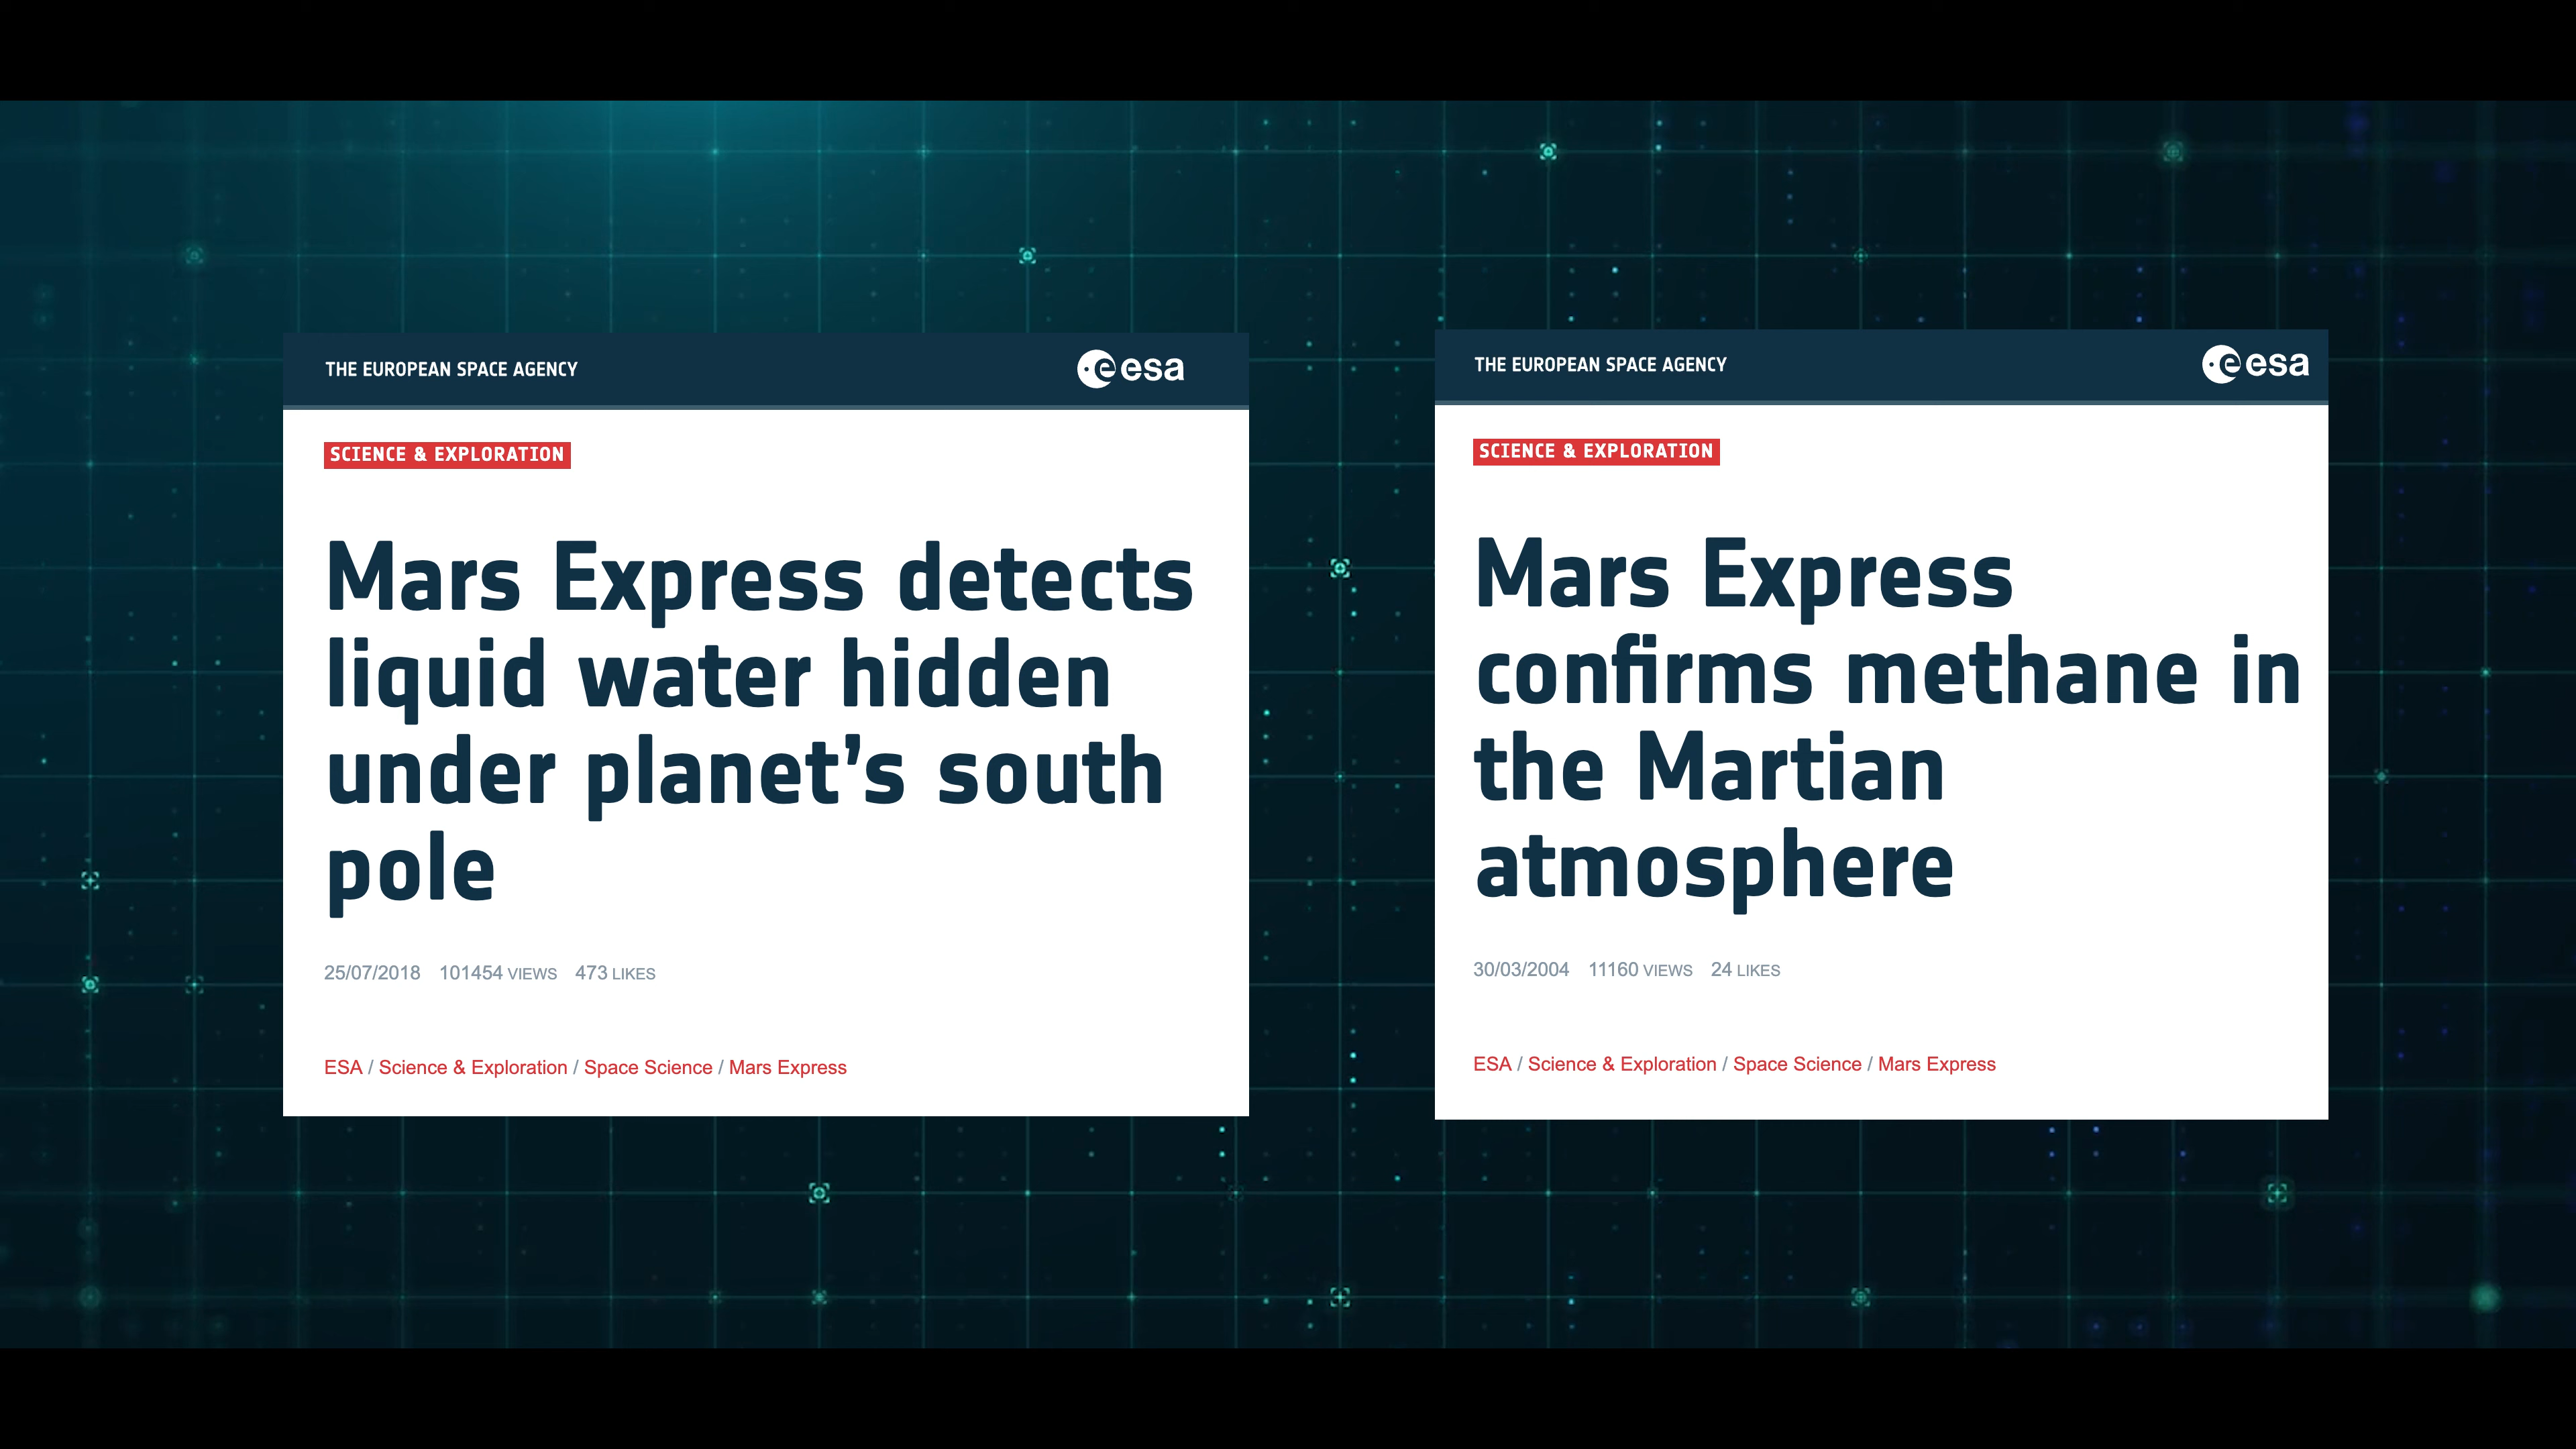 THE EUROPEAN SPACE AGENCY
esa
SCIENCE & EXPLORATION
Mars Express detects
liquid water hidden
under planet’s south
pole
25/07/2018 101454 VIEWS 473 LIKES
ESA / Science & Exploration / Space Science / Mars Express
THE EUROPEAN SPACE AGENCY
esa
SCIENCE & EXPLORATION
Mars Express
confirms methane in
the Martian
atmosphere
30/03/2004 11160 VIEWS 24 LIKES
ESA / Science & Exploration / Space Science / Mars Express